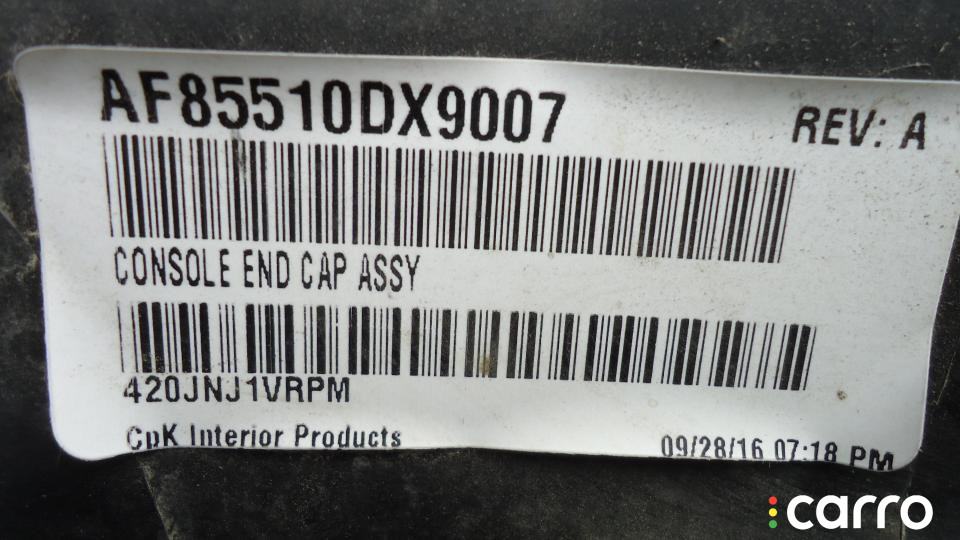 AF85510DX9007
REV: A
CONSOLE END CAP ASSY
420JNJ1VRPM
CpK Interior Products
09/28/16 07:18 PM
carro